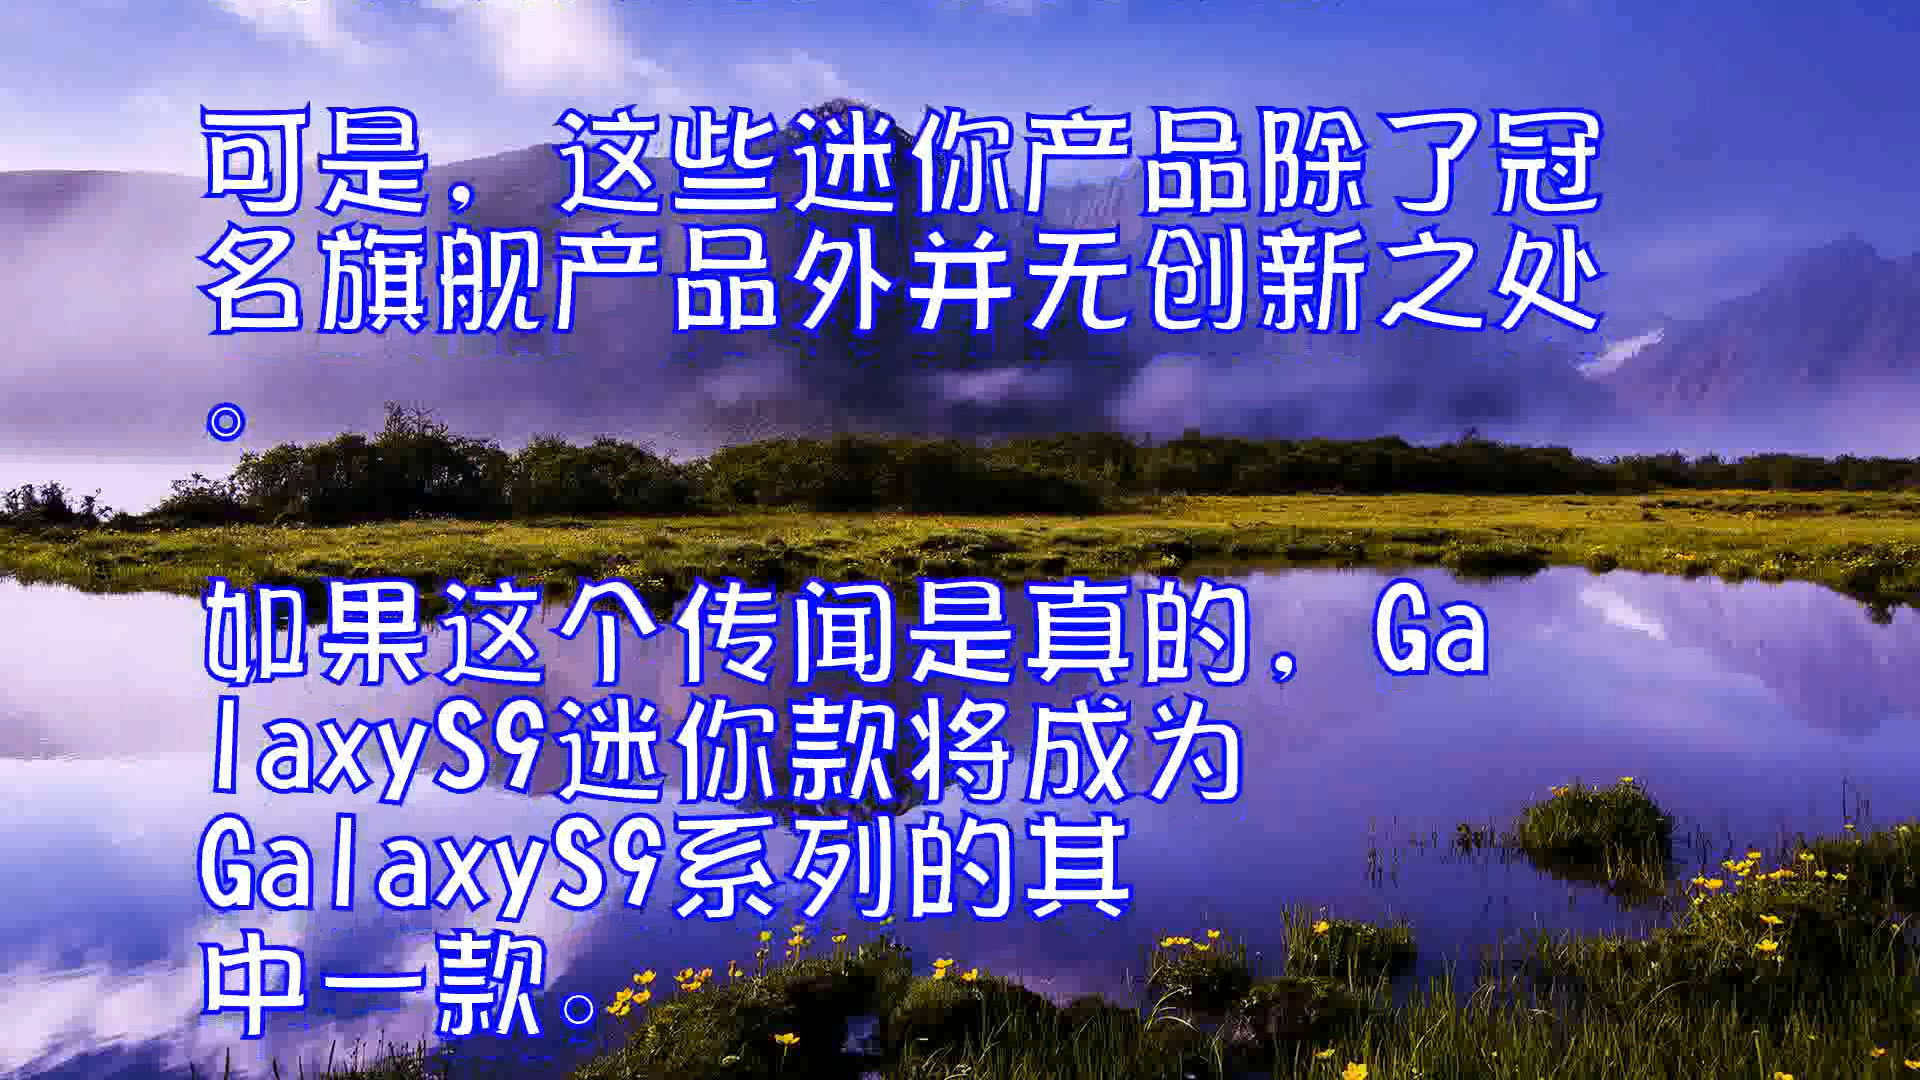 可是，这些迷你产品除了冠
名旗舰产品外并无创新之处
。
如果这个传闻是真的，Ga
laxyS9迷你款将成为
GalaxyS9系列的其
中一款。